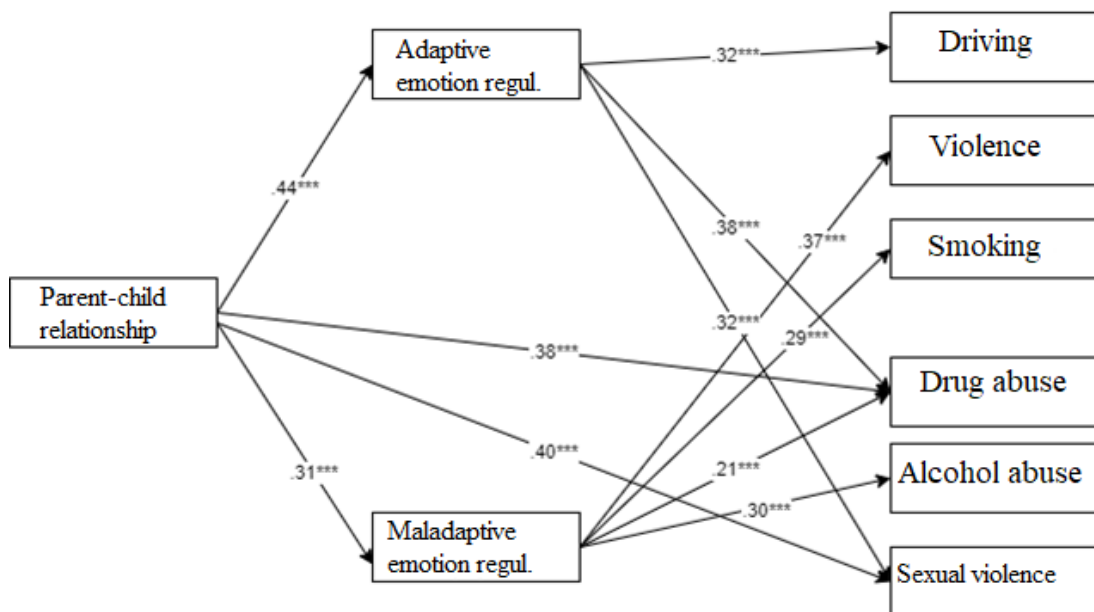 Adaptive
emotion regul.
.32***
Driving
Violence
.44***
.38***
.37***
Smoking
Parent-child
relationship
.32***
.29***
.38***
Drug abuse
.40***
.31***
.21***
Alcohol abuse
.30***
Maladaptive
emotion regul.
Sexual violence